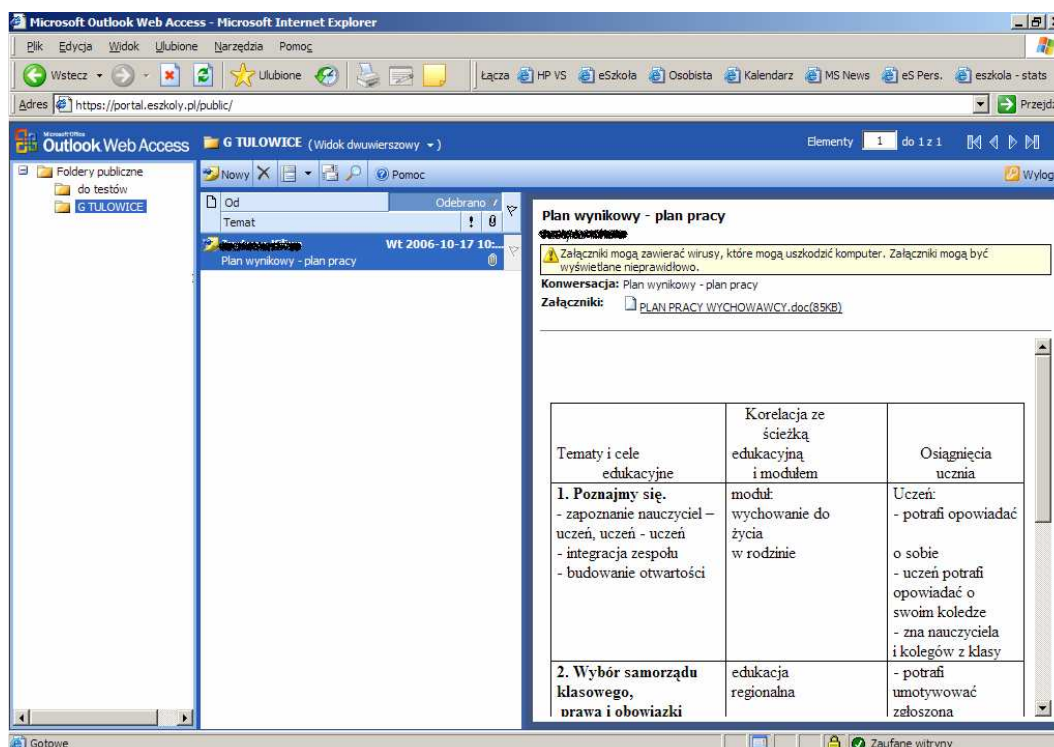 Microsoft Outlook Web Access - Microsoft Internet Explorer
Plik Edycja Widok Ulubione Narzędzia Pomoc
Wstecz Ulubione Łącza HP VS eSzkoła Osobista Kalendarz MS News eS Pers. eszkola - stats
Adres https://portal.eszkoly.pl/public/ Przejdź
Microsoft Office
Outlook Web Access G TULOWICE (Widok dwuwierszowy) Elementy 1 do 1 z 1
Foldery publiczne
do testów
G TULOWICE
Nowy Pomoc Wylog
Od Odebrano
Temat
Wt 2006-10-17 10:...
Plan wynikowy - plan pracy
Plan wynikowy - plan pracy
Załączniki mogą zawierać wirusy, które mogą uszkodzić komputer. Załączniki mogą być
wyświetlane nieprawidłowo.
Konwersacja: Plan wynikowy - plan pracy
Załączniki: PLAN PRACY WYCHOWAWCY.doc(85KB)
Tematy i cele
edukacyjne
Korelacja ze
ścieżką
edukacyjną
i modułem
Osiągnięcia
ucznia
1. Poznajmy się.
- zapoznanie nauczyciel –
uczeń, uczeń - uczeń
- integracja zespołu
- budowanie otwartości
moduł:
wychowanie do
życia
w rodzinie
Uczeń:
- potrafi opowiadać
o sobie
- uczeń potrafi
opowiadać o
swoim koledze
- zna nauczyciela
i kolegów z klasy
2. Wybór samorządu
klasowego,
prawa i obowiązki
edukacja
regionalna
- potrafi
umotywować
zgłoszona
Gotowe Zaufane witryny